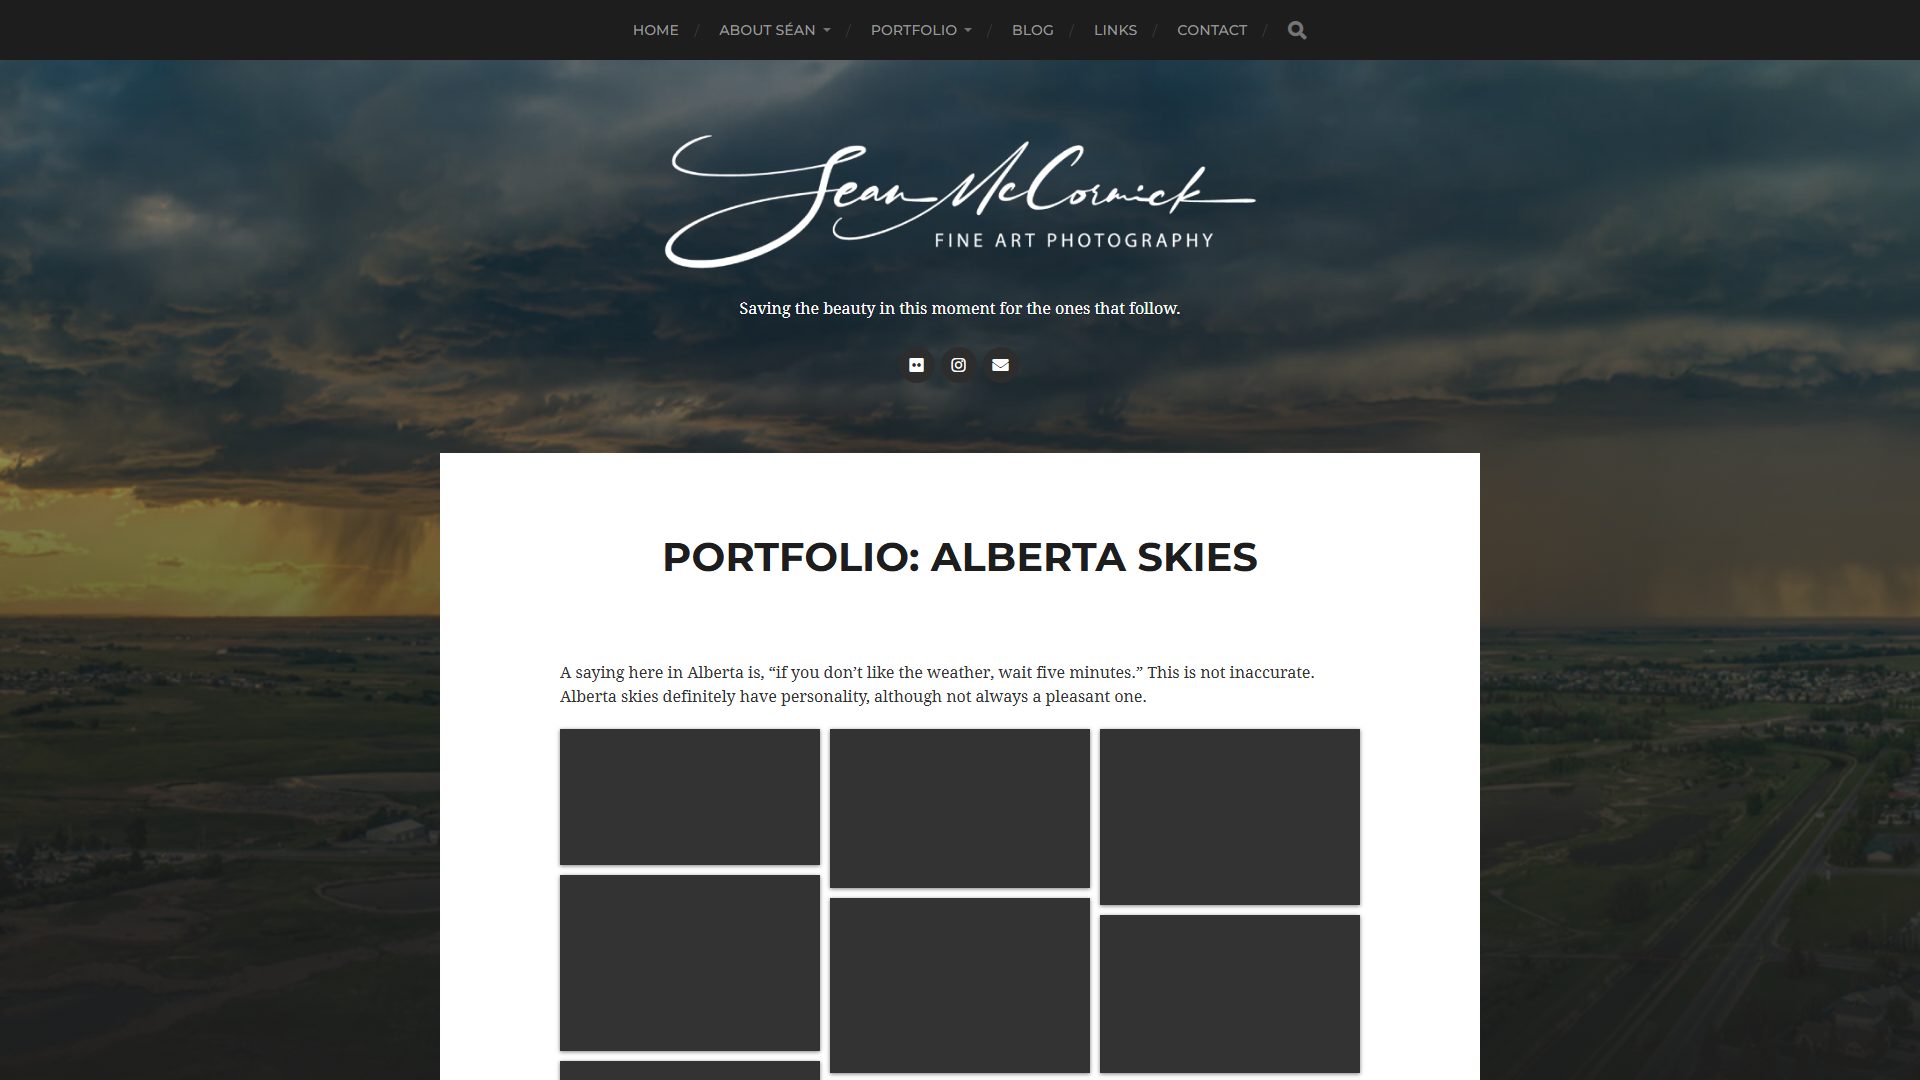 HOME / ABOUT SÉAN / PORTFOLIO / BLOG / LINKS / CONTACT /
Sean McCormick
FINE ART PHOTOGRAPHY
Saving the beauty in this moment for the ones that follow.
PORTFOLIO: ALBERTA SKIES
A saying here in Alberta is, “if you don’t like the weather, wait five minutes.” This is not inaccurate.
Alberta skies definitely have personality, although not always a pleasant one.